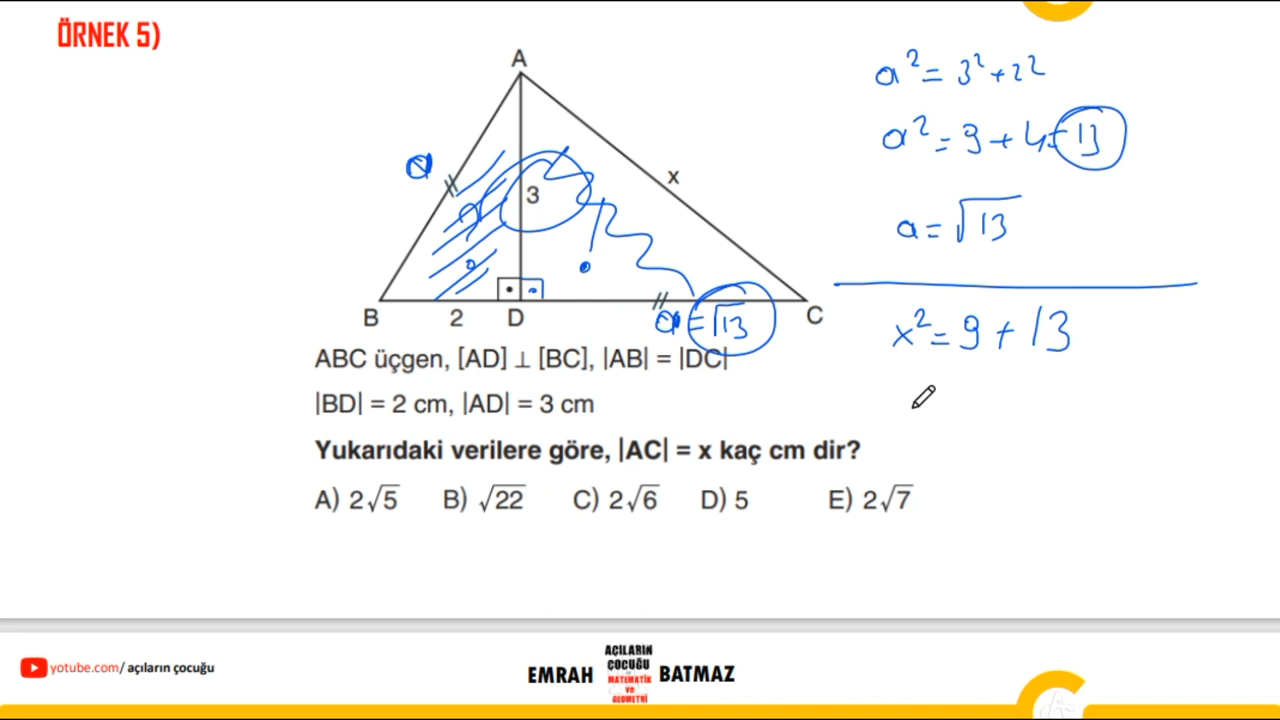 ÖRNEK 5)
a² = 3² + 2²
a² = 9 + 4 = 13
a = √13
x² = 9 + 13
A
a
3
x
B
2
D
a = √13
C
ABC üçgen, [AD] ⊥ [BC], |AB| = |DC|
|BD| = 2 cm, |AD| = 3 cm
Yukarıdaki verilere göre, |AC| = x kaç cm dir?
A) 2√5 B) √22 C) 2√6 D) 5 E) 2√7
yotube.com/ açıların çocuğu
EMRAH
AÇILARIN
ÇOCUĞU
MATEMATİK
ve
GEOMETRİ
BATMAZ